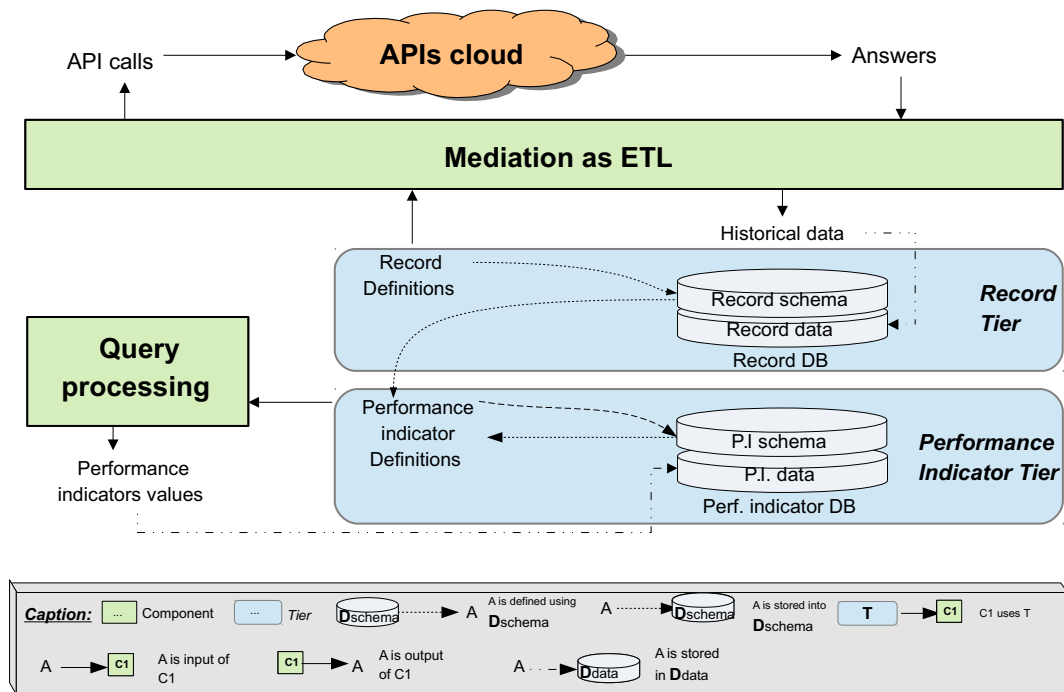 APIs cloud
API calls
Answers
Mediation as ETL
Historical data
Record
Definitions
Record schema
Record data
Record DB
Record
Tier
Query
processing
Performance
indicator
Definitions
P.I schema
P.I. data
Perf. indicator DB
Performance
Indicator Tier
Performance
indicators values
Caption:
...
Component
...
Tier
Dschema
A
A is defined using
Dschema
A
Dschema
A is stored into
Dschema
T
C1
C1 uses T
A
C1
A is input of
C1
C1
A
A is output
of C1
A
Ddata
A is stored
in Ddata